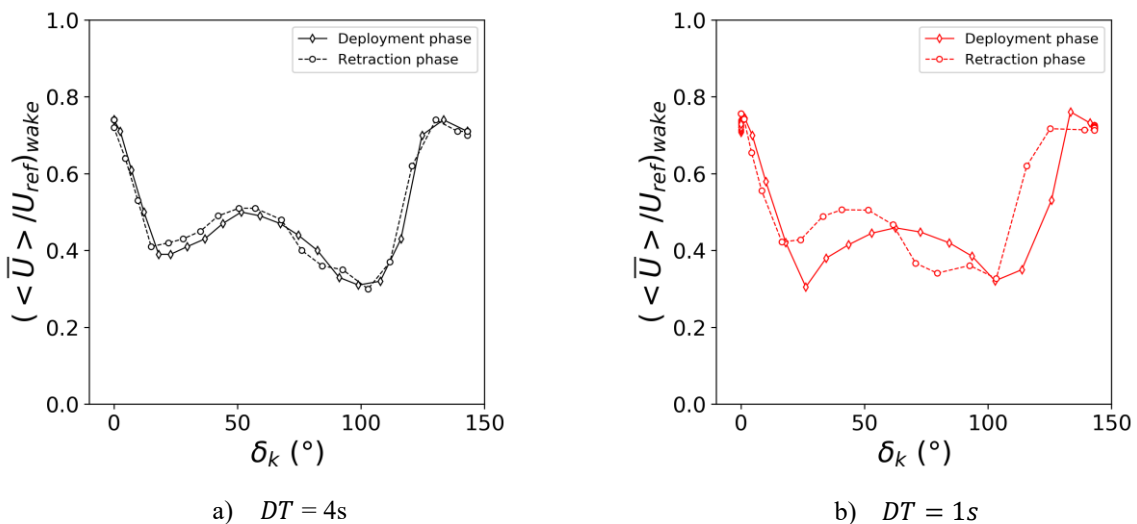 1.0
0.8
0.6
0.4
0.2
0.0
(< U̅ > /U_ref)_wake
0 50 100 150
δ_k (°)
Deployment phase
Retraction phase
a) DT = 4s
1.0
0.8
0.6
0.4
0.2
0.0
(< U̅ > /U_ref)_wake
0 50 100 150
δ_k (°)
Deployment phase
Retraction phase
b) DT = 1s